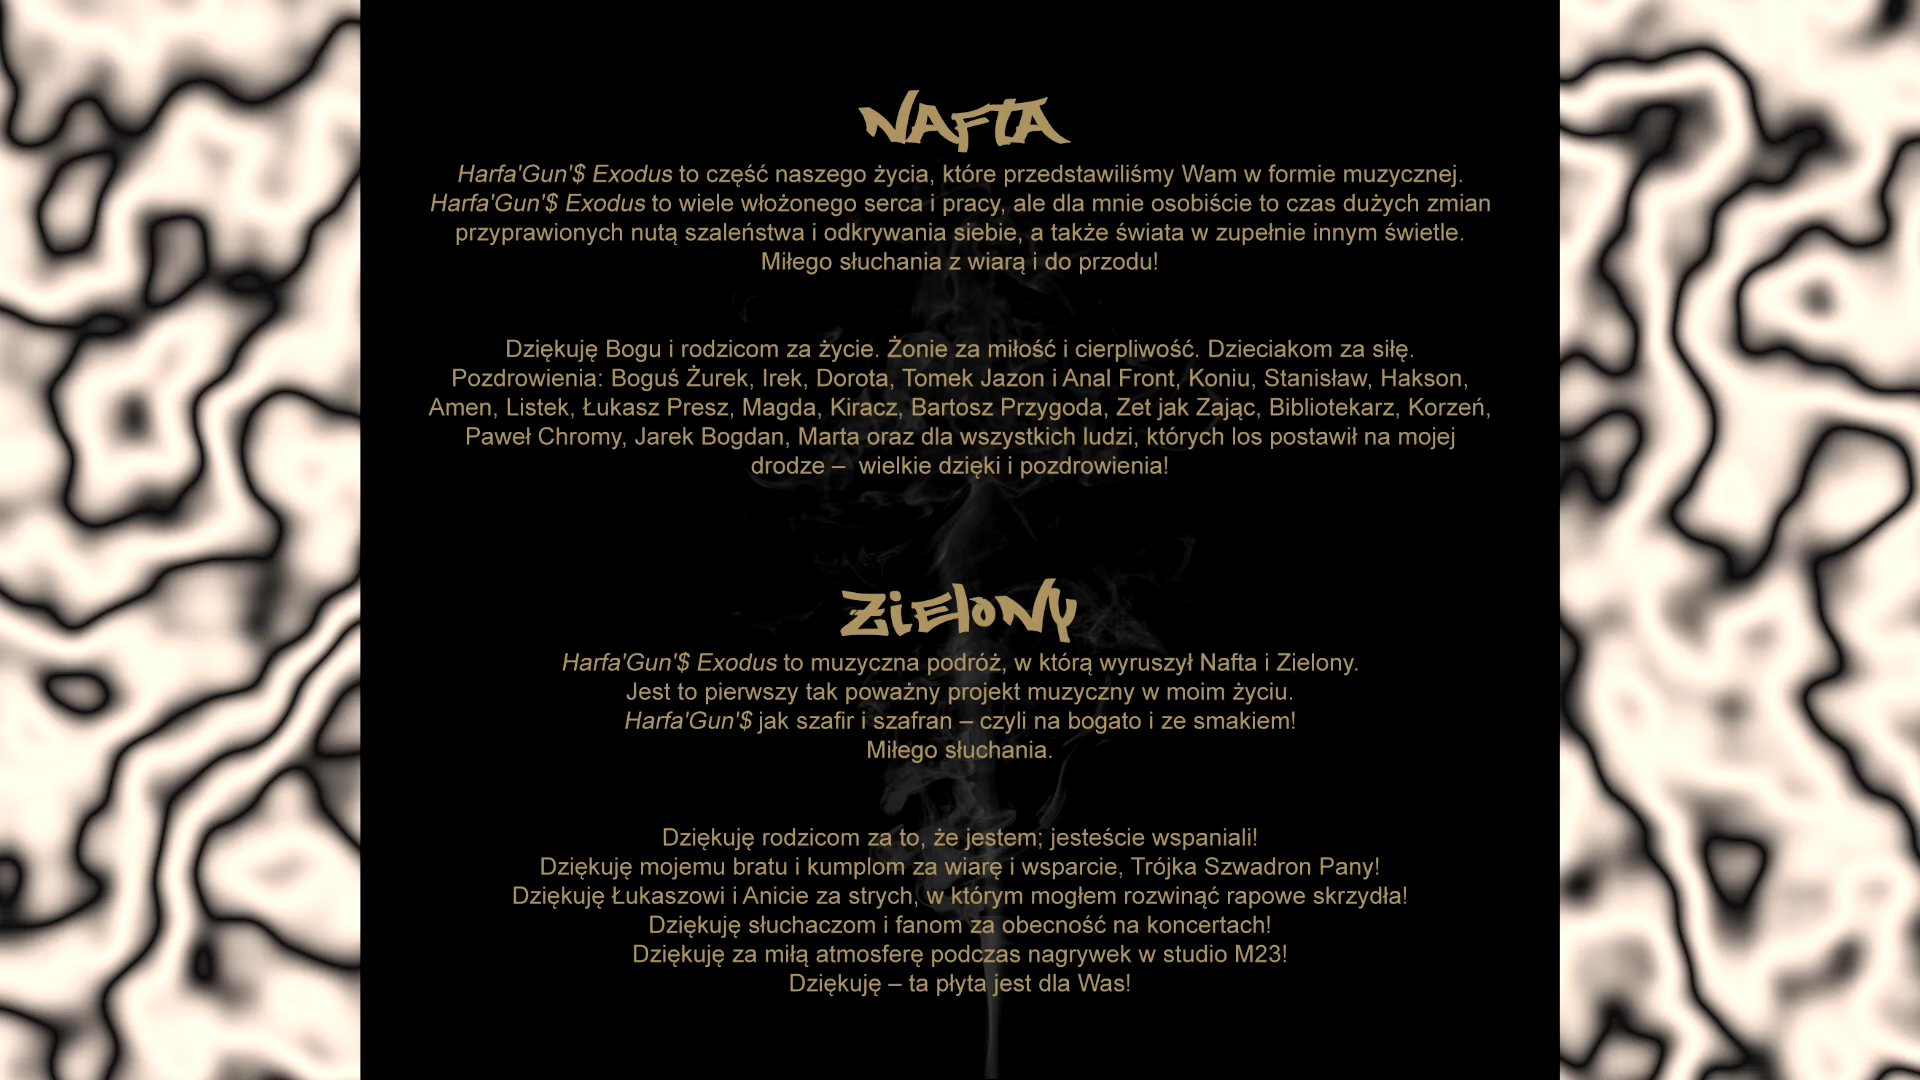 NAFTA
Harfa'Gun'$ Exodus to część naszego życia, które przedstawiliśmy Wam w formie muzycznej.
Harfa'Gun'$ Exodus to wiele włożonego serca i pracy, ale dla mnie osobiście to czas dużych zmian
przyprawionych nutą szaleństwa i odkrywania siebie, a także świata w zupełnie innym świetle.
Miłego słuchania z wiarą i do przodu!
Dziękuję Bogu i rodzicom za życie. Żonie za miłość i cierpliwość. Dzieciakom za siłę.
Pozdrowienia: Boguś Żurek, Irek, Dorota, Tomek Jazon i Anal Front, Koniu, Stanisław, Hakson,
Amen, Listek, Łukasz Presz, Magda, Kiracz, Bartosz Przygoda, Zet jak Zając, Bibliotekarz, Korzeń,
Paweł Chromy, Jarek Bogdan, Marta oraz dla wszystkich ludzi, których los postawił na mojej
drodze –  wielkie dzięki i pozdrowienia!
ZiElONy
Harfa'Gun'$ Exodus to muzyczna podróż, w którą wyruszył Nafta i Zielony.
Jest to pierwszy tak poważny projekt muzyczny w moim życiu.
Harfa'Gun'$ jak szafir i szafran – czyli na bogato i ze smakiem!
Miłego słuchania.
Dziękuję rodzicom za to, że jestem; jesteście wspaniali!
Dziękuję mojemu bratu i kumplom za wiarę i wsparcie, Trójka Szwadron Pany!
Dziękuję Łukaszowi i Anicie za strych, w którym mogłem rozwinąć rapowe skrzydła!
Dziękuję słuchaczom i fanom za obecność na koncertach!
Dziękuję za miłą atmosferę podczas nagrywek w studio M23!
Dziękuję – ta płyta jest dla Was!